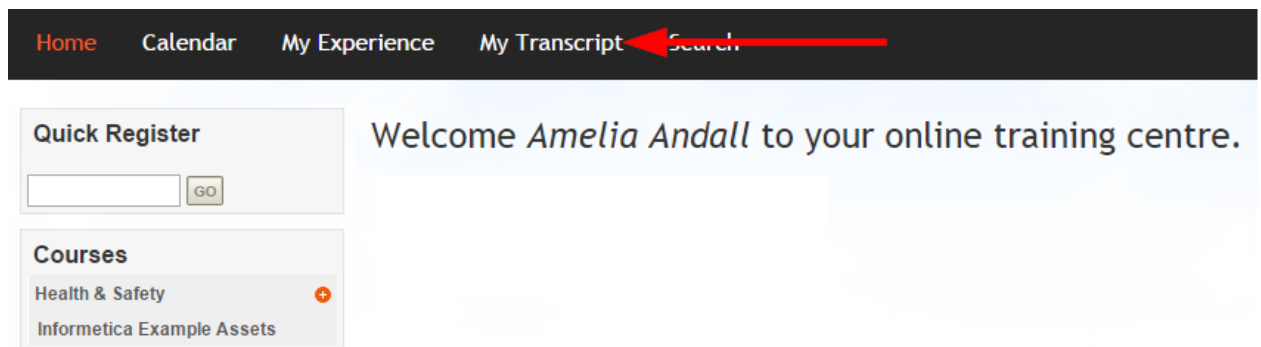 Home Calendar My Experience My Transcript Search
Quick Register
Welcome Amelia Andall to your online training centre.
GO
Courses
Health & Safety
Informetica Example Assets